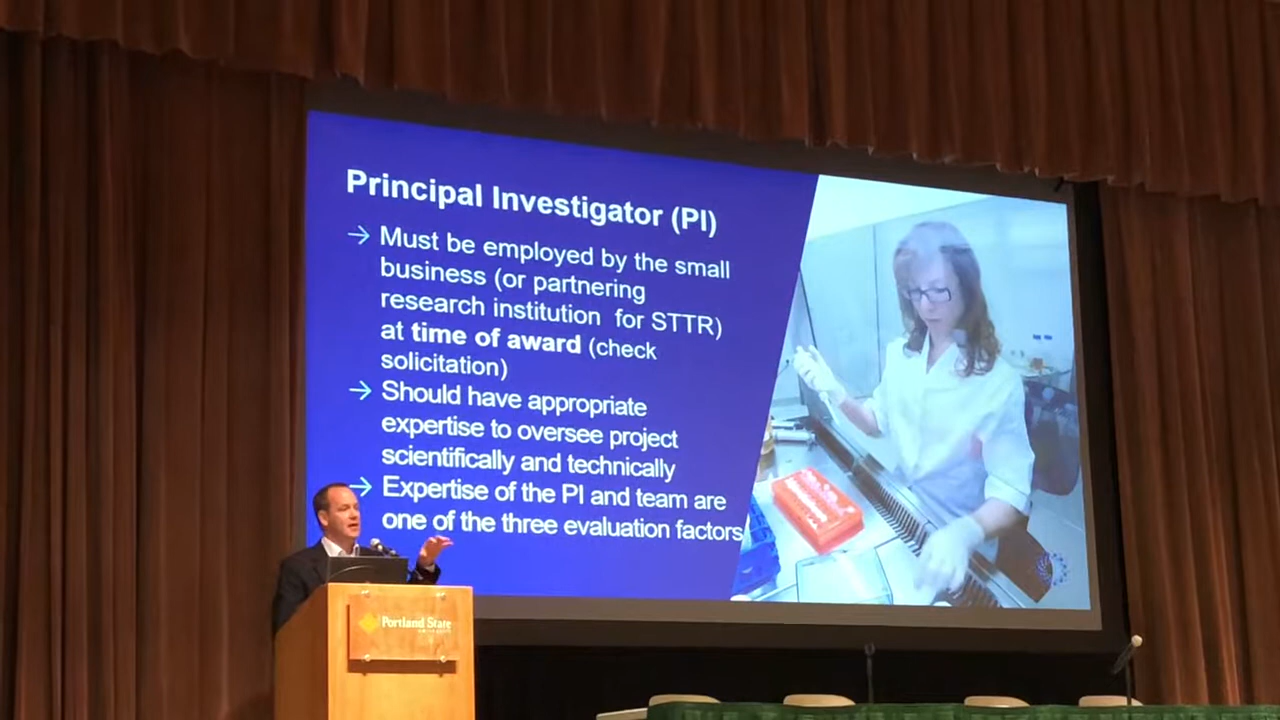 Principal Investigator (PI)
→ Must be employed by the small
business (or partnering
research institution for STTR)
at time of award (check
solicitation)
→ Should have appropriate
expertise to oversee project
scientifically and technically
→ Expertise of the PI and team are
one of the three evaluation factors
Portland State
UNIVERSITY